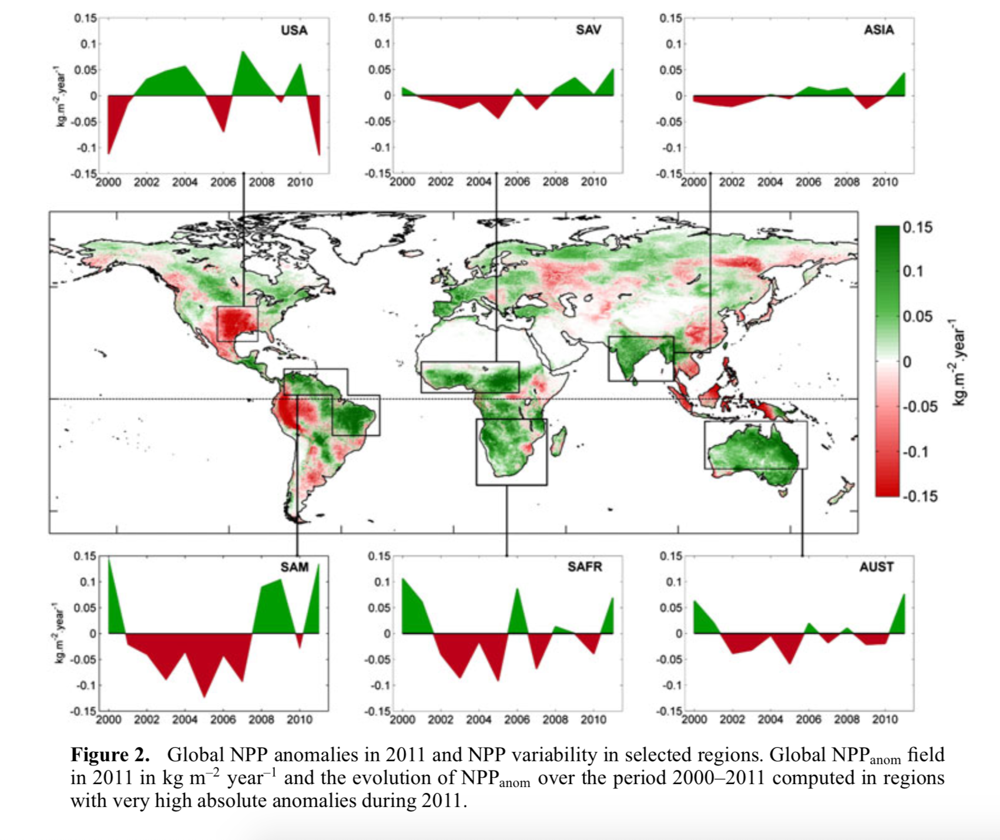 USA
SAV
ASIA
0.15
0.1
0.05
0
-0.05
-0.1
-0.15
kg.m-2.year-1
2000 2002 2004 2006 2008 2010
0.15
0.1
0.05
0
-0.05
-0.1
-0.15
2000 2002 2004 2006 2008 2010
0.15
0.1
0.05
0
-0.05
-0.1
-0.15
2000 2002 2004 2006 2008 2010
0.15
0.1
0.05
0
-0.05
-0.1
-0.15
kg.m-2.year-1
SAM
SAFR
AUST
0.15
0.1
0.05
0
-0.05
-0.1
-0.15
kg.m-2.year-1
2000 2002 2004 2006 2008 2010
0.15
0.1
0.05
0
-0.05
-0.1
-0.15
2000 2002 2004 2006 2008 2010
0.15
0.1
0.05
0
-0.05
-0.1
-0.15
2000 2002 2004 2006 2008 2010
Figure 2. Global NPP anomalies in 2011 and NPP variability in selected regions. Global NPPanom field
in 2011 in kg m–2 year–1 and the evolution of NPPanom over the period 2000–2011 computed in regions
with very high absolute anomalies during 2011.